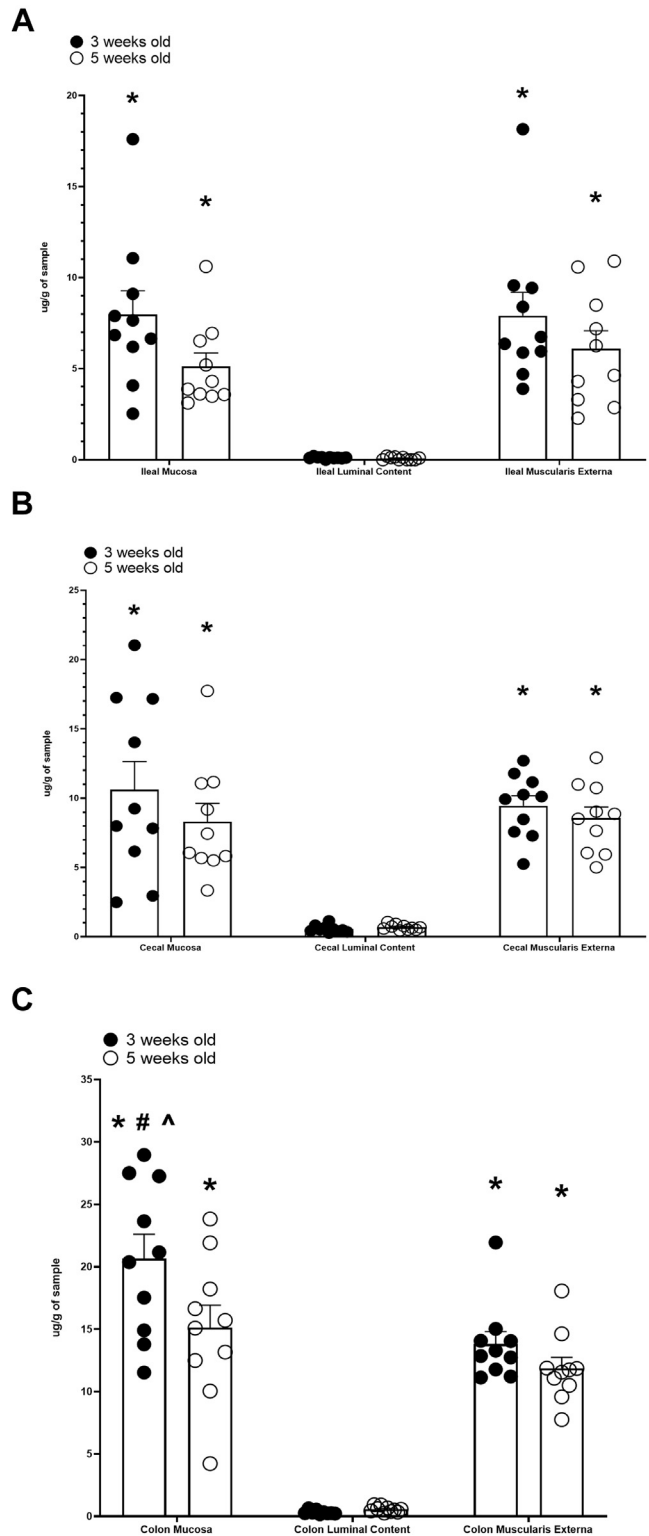 A
3 weeks old
5 weeks old
*
*
*
*
20
15
10
5
0
ug/g of sample
Ileal Mucosa
Ileal Luminal Content
Ileal Muscularis Externa
B
3 weeks old
5 weeks old
*
*
*
*
25
20
15
10
5
0
ug/g of sample
Cecal Mucosa
Cecal Luminal Content
Cecal Muscularis Externa
C
3 weeks old
5 weeks old
* # ^
*
*
*
35
30
25
20
15
10
5
0
ug/g of sample
Colon Mucosa
Colon Luminal Content
Colon Muscularis Externa